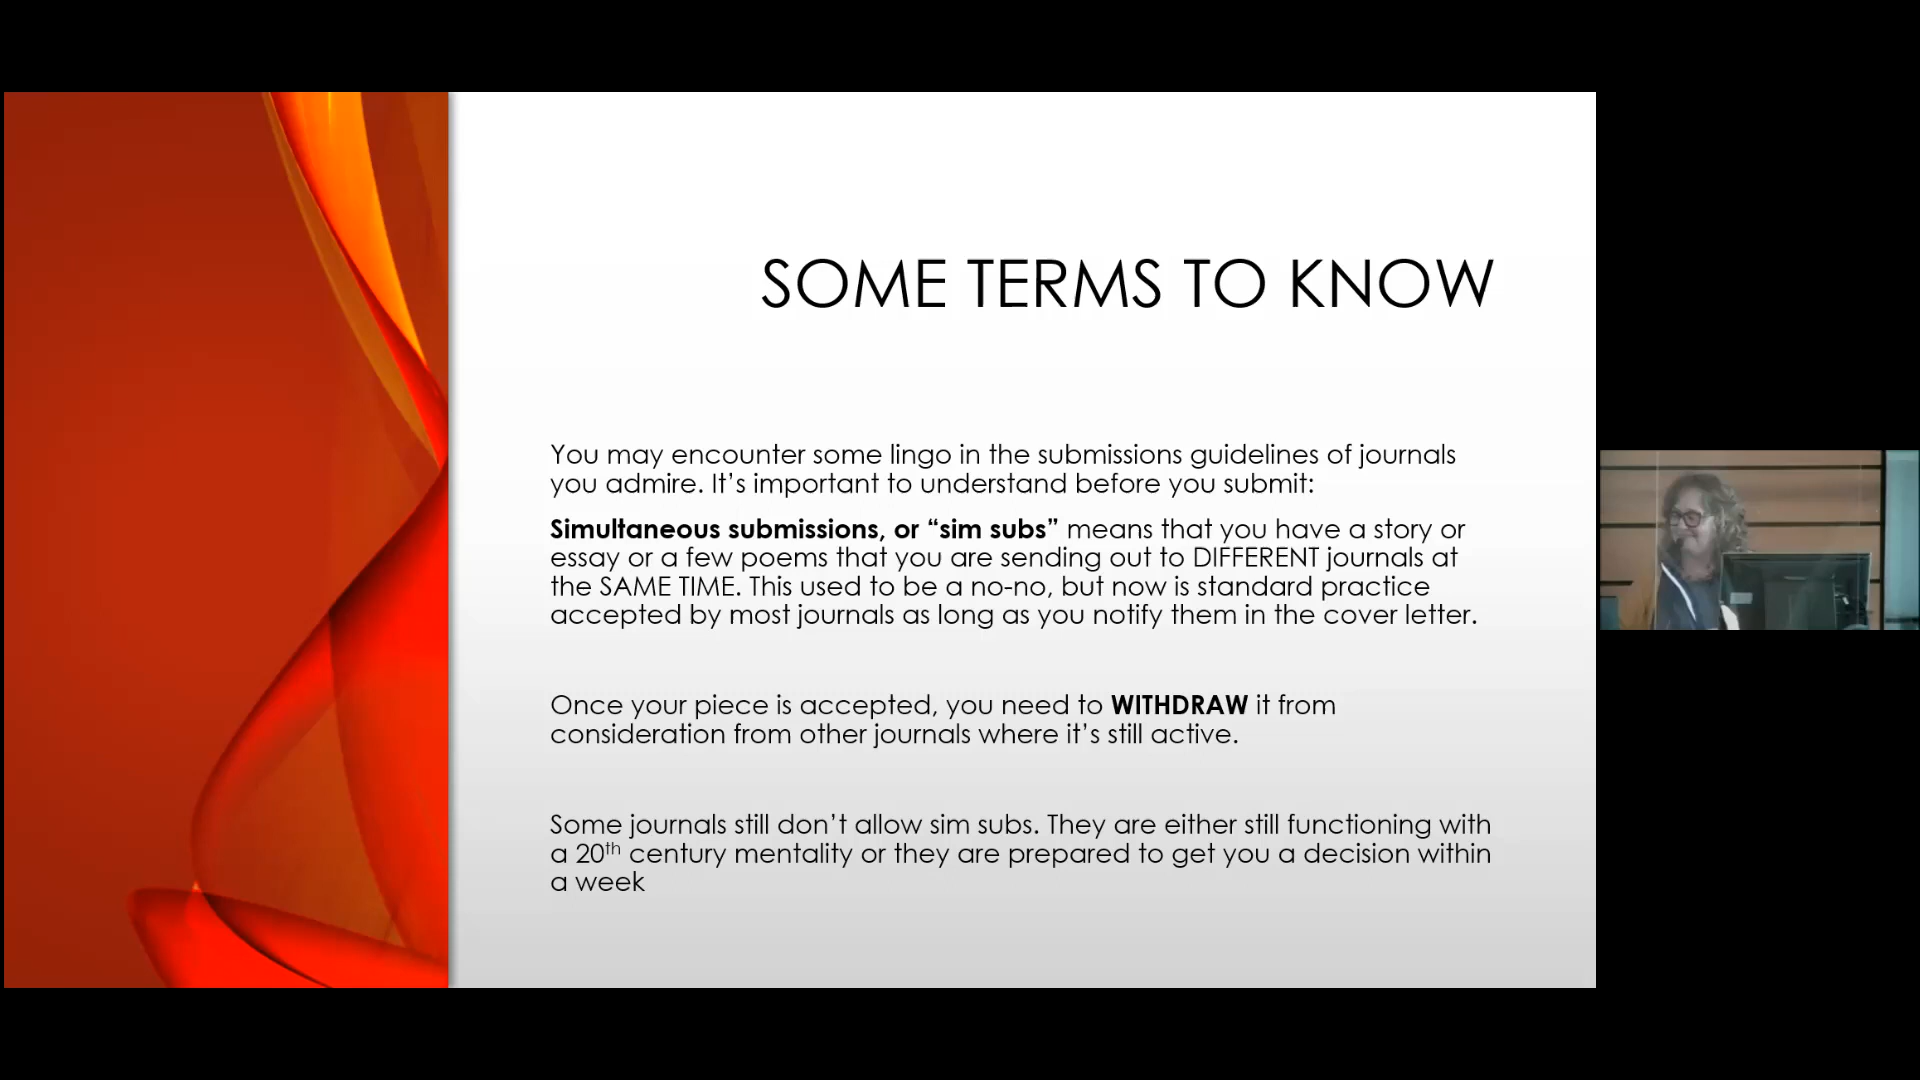 SOME TERMS TO KNOW
You may encounter some lingo in the submissions guidelines of journals
you admire. It’s important to understand before you submit:
Simultaneous submissions, or “sim subs” means that you have a story or
essay or a few poems that you are sending out to DIFFERENT journals at
the SAME TIME. This used to be a no-no, but now is standard practice
accepted by most journals as long as you notify them in the cover letter.
Once your piece is accepted, you need to WITHDRAW it from
consideration from other journals where it’s still active.
Some journals still don’t allow sim subs. They are either still functioning with
a 20th century mentality or they are prepared to get you a decision within
a week